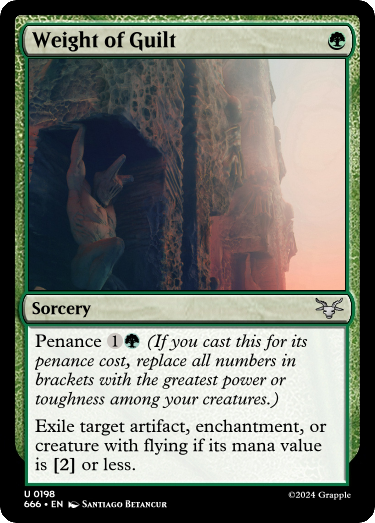 Weight of Guilt
Sorcery
Penance 1 (If you cast this for its
penance cost, replace all numbers in
brackets with the greatest power or
toughness among your creatures.)
Exile target artifact, enchantment, or
creature with flying if its mana value
is [2] or less.
U 0198
666 • EN Santiago Betancur
©2024 Grapple